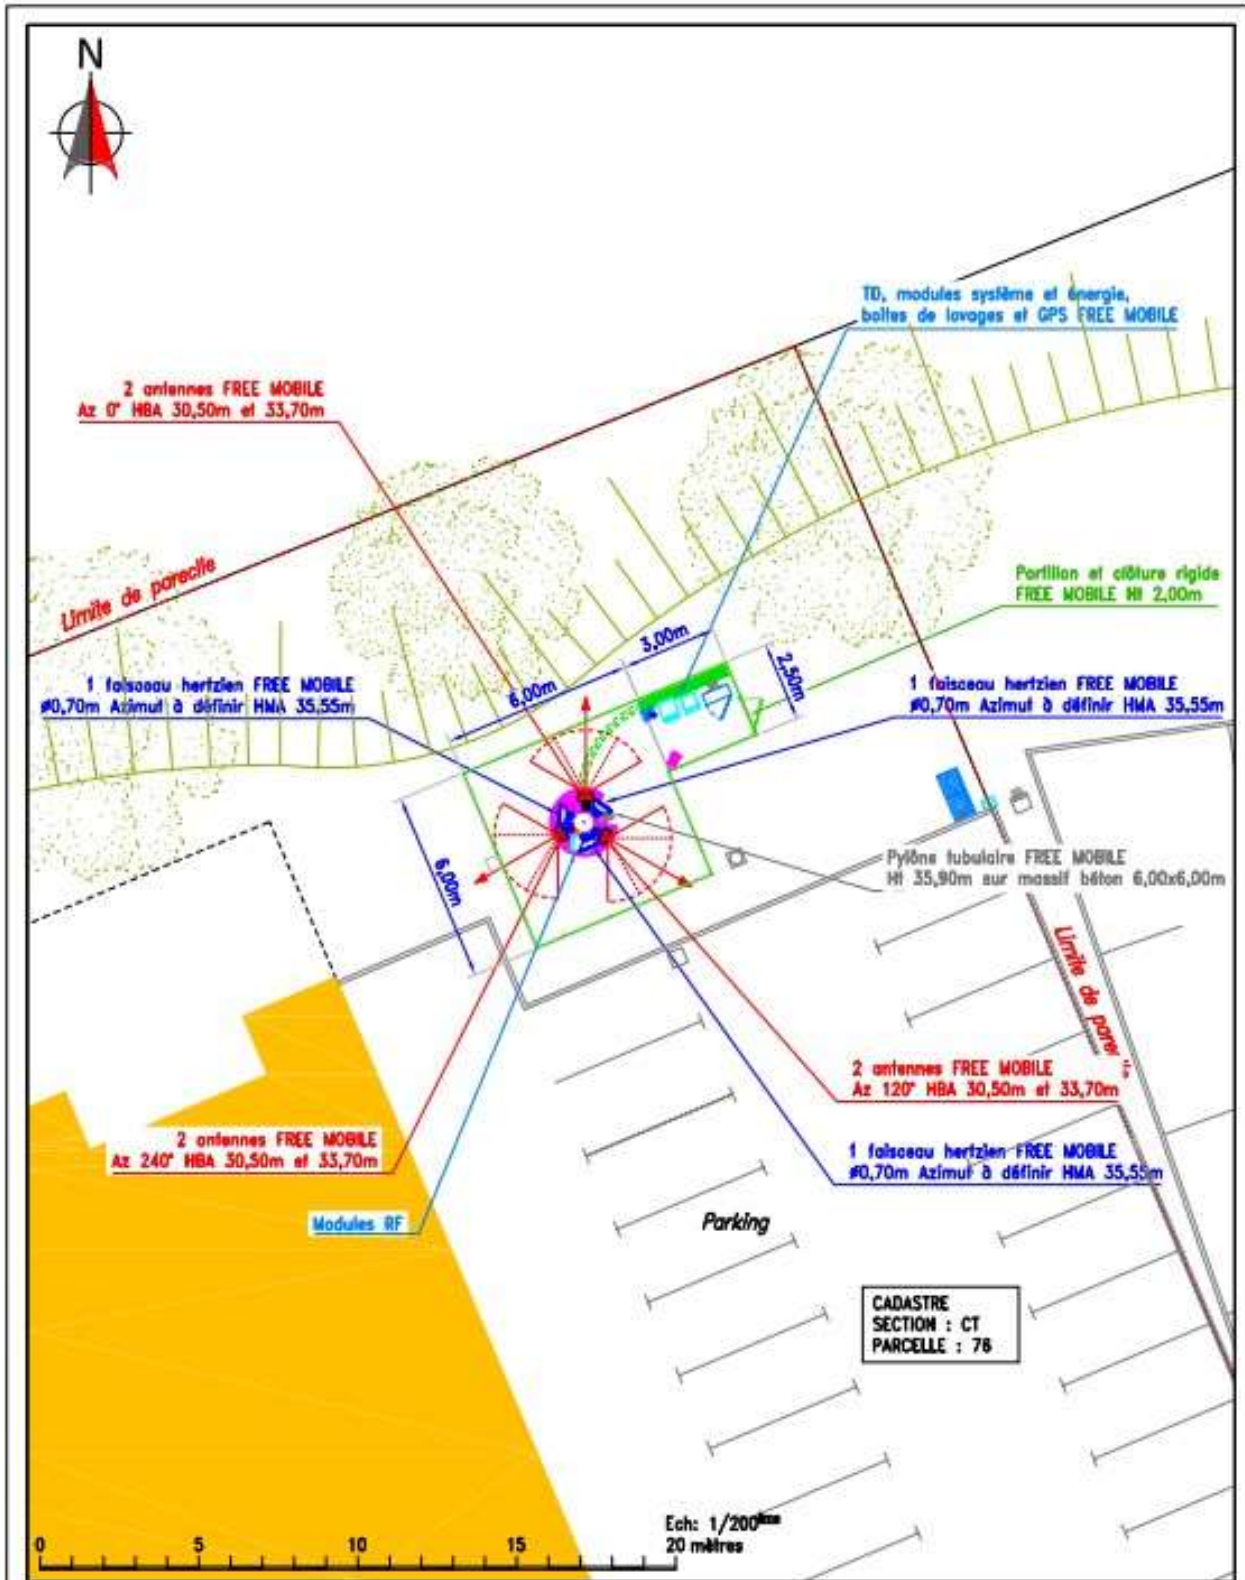 N
TD, modules système et énergie,
boîtes de lovages et GPS FREE MOBILE
2 antennes FREE MOBILE
Az 0° HBA 30,50m et 33,70m
Limite de parcelle
Portillon et clôture rigide
FREE MOBILE Ht 2,00m
3,00m
6,00m
2,50m
1 faisceau hertzien FREE MOBILE
ø0,70m Azimut à définir HMA 35,55m
1 faisceau hertzien FREE MOBILE
ø0,70m Azimut à définir HMA 35,55m
6,00m
Pylône tubulaire FREE MOBILE
Ht 35,90m sur massif béton 6,00x6,00m
Limite de
2 antennes FREE MOBILE
Az 120° HBA 30,50m et 33,70m
2 antennes FREE MOBILE
Az 240° HBA 30,50m et 33,70m
1 faisceau hertzien FREE MOBILE
ø0,70m Azimut à définir HMA 35,55m
Modules RF
Parking
CADASTRE
SECTION : CT
PARCELLE : 76
Ech: 1/200ème
0 5 10 15 20 mètres